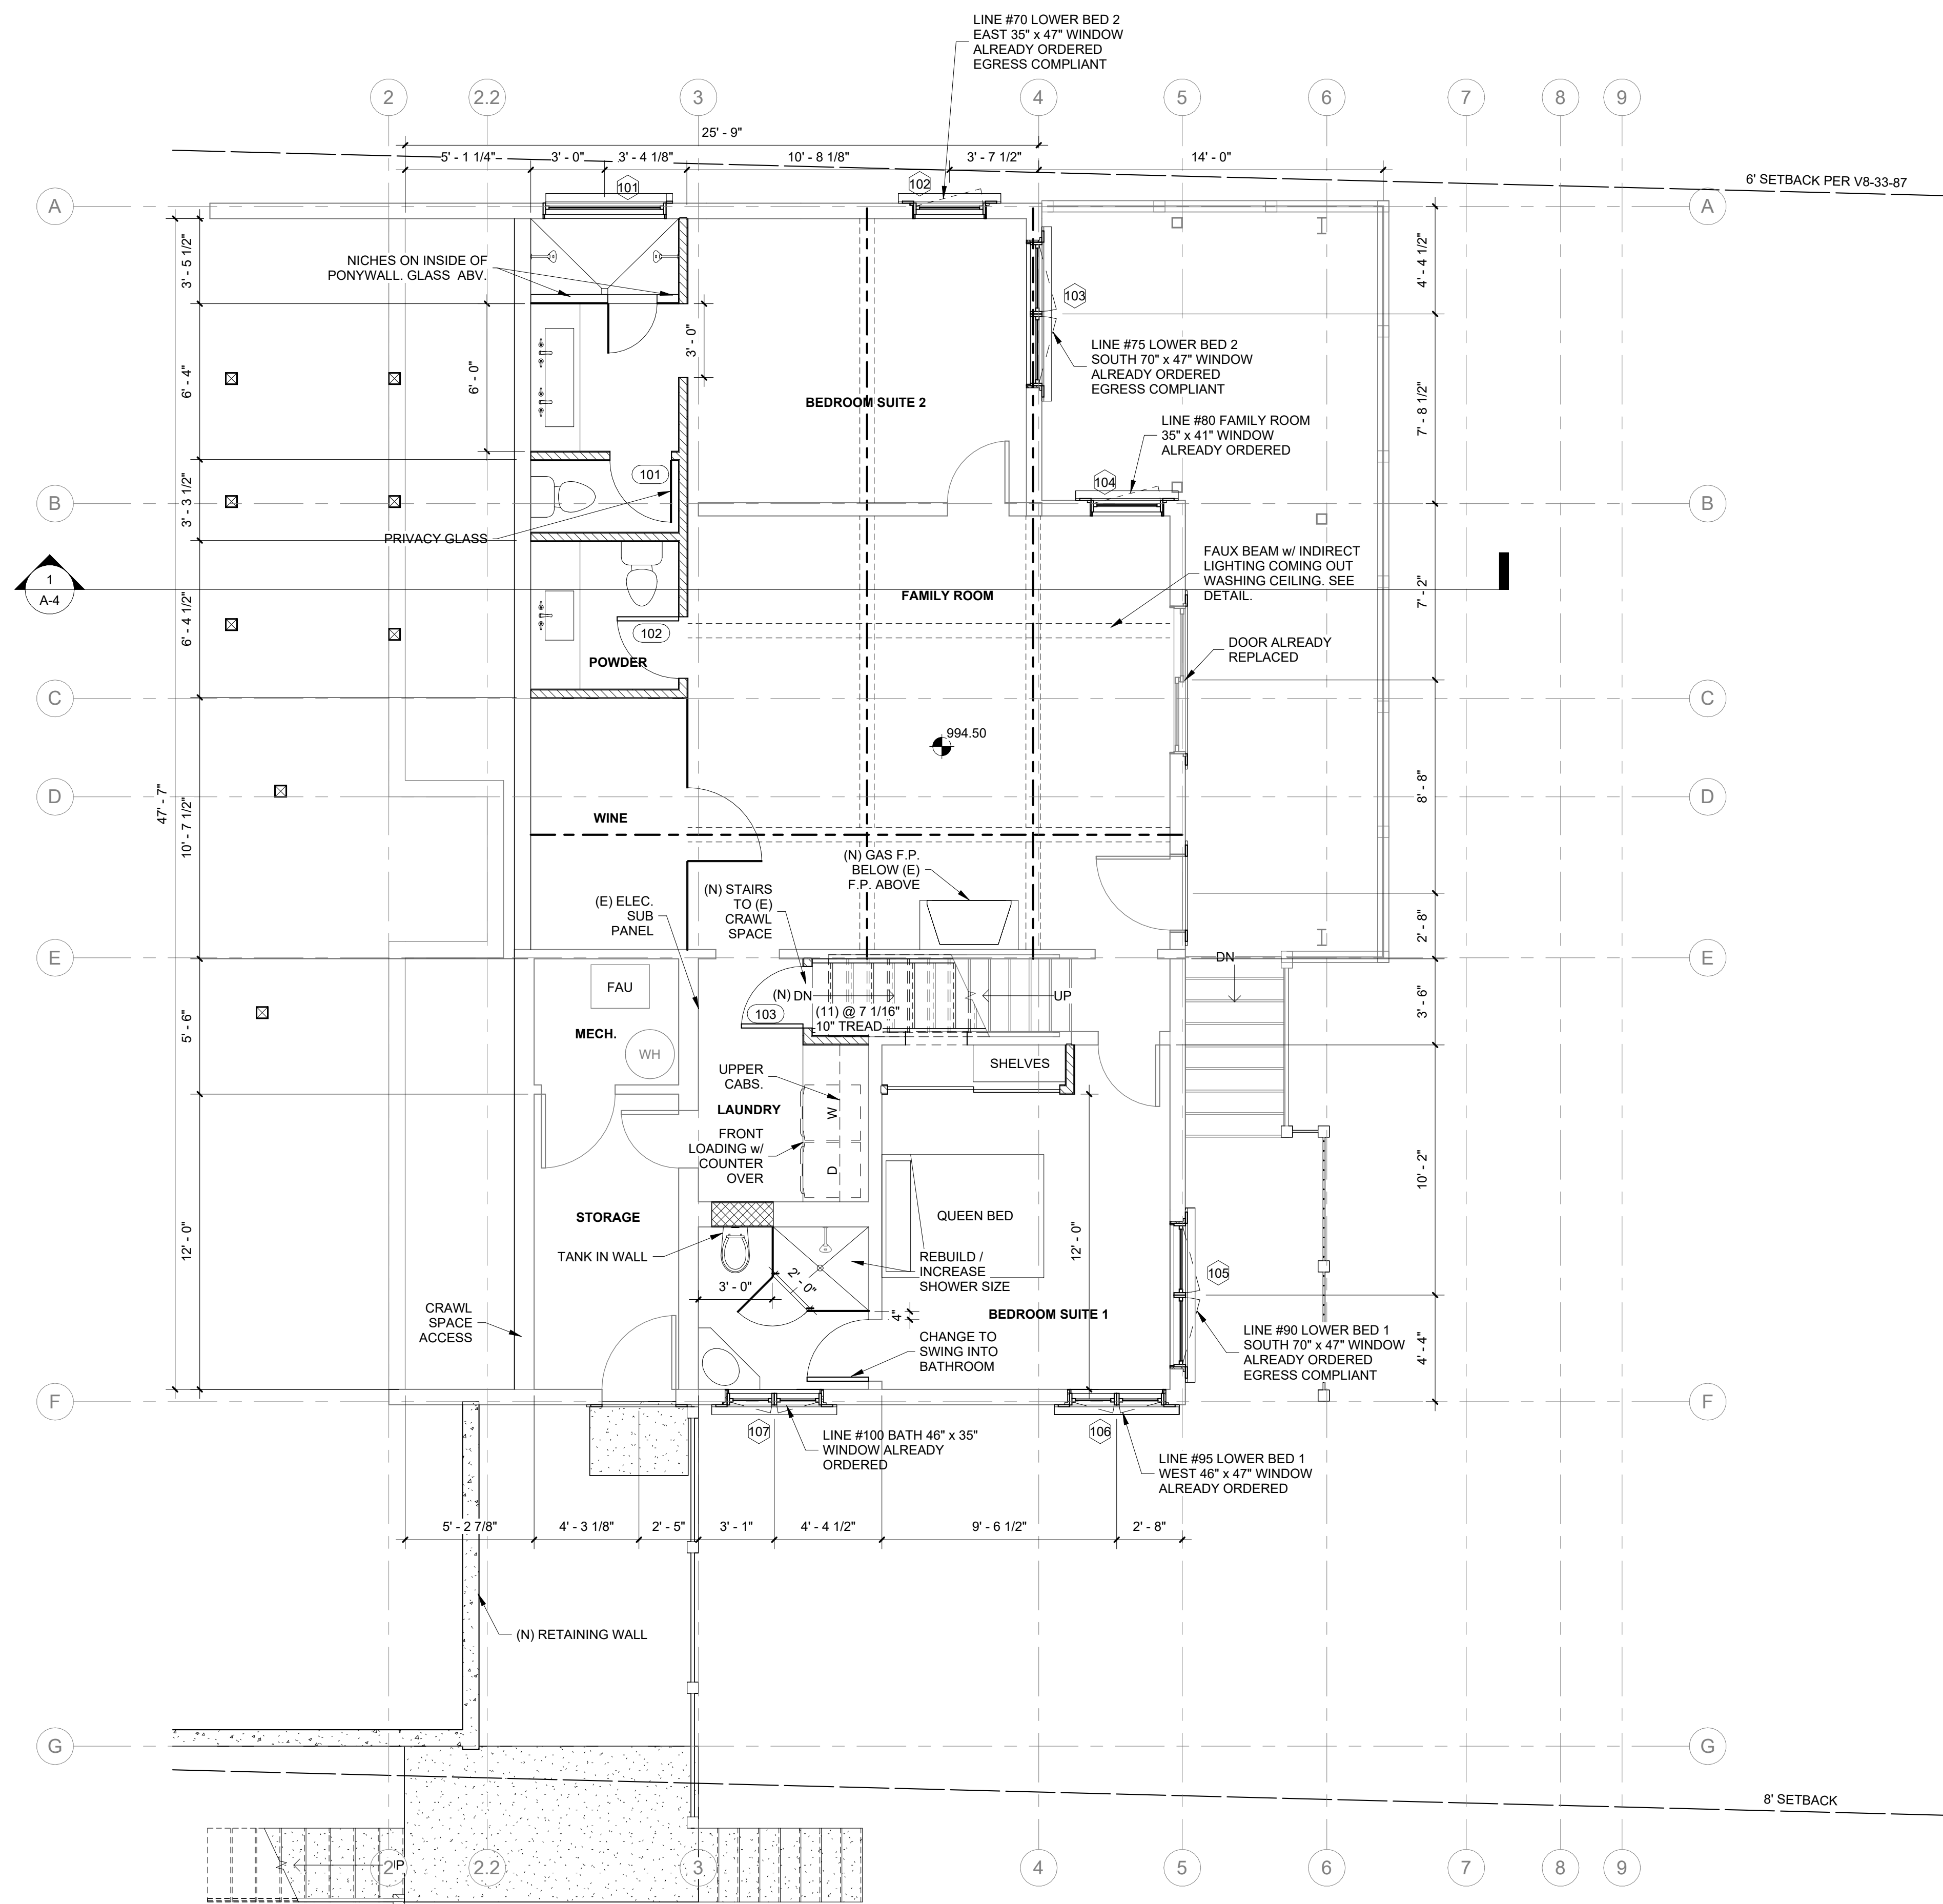 LINE #70 LOWER BED 2
EAST 35" x 47" WINDOW
ALREADY ORDERED
EGRESS COMPLIANT
2
2.2
3
4
5
6
7
8
9
25' - 9"
5' - 1 1/4"
3' - 0"
3' - 4 1/8"
10' - 8 1/8"
3' - 7 1/2"
14' - 0"
6' SETBACK PER V8-33-87
101
102
A
A
3' - 5 1/2"
NICHES ON INSIDE OF
PONYWALL. GLASS ABV.
4' - 4 1/2"
103
LINE #75 LOWER BED 2
SOUTH 70" x 47" WINDOW
ALREADY ORDERED
EGRESS COMPLIANT
3' - 0"
6' - 4"
6' - 0"
BEDROOM SUITE 2
7' - 8 1/2"
LINE #80 FAMILY ROOM
35" x 41" WINDOW
ALREADY ORDERED
101
104
B
B
3' - 3 1/2"
PRIVACY GLASS
1
A-4
FAUX BEAM w/ INDIRECT
LIGHTING COMING OUT
WASHING CEILING. SEE
DETAIL.
FAMILY ROOM
7' - 2"
6' - 4 1/2"
102
POWDER
DOOR ALREADY
REPLACED
C
C
994.50
D
D
47' - 7"
10' - 7 1/2"
8' - 8"
WINE
(N) GAS F.P.
BELOW (E)
F.P. ABOVE
(E) ELEC.
SUB
PANEL
(N) STAIRS
TO (E)
CRAWL
SPACE
2' - 8"
E
E
DN
FAU
(N) DN
UP
103
(11) @ 7 1/16"
10" TREAD
3' - 6"
5' - 6"
MECH.
WH
SHELVES
UPPER
CABS.
LAUNDRY
W
FRONT
LOADING w/
COUNTER
OVER
D
10' - 2"
STORAGE
QUEEN BED
12' - 0"
12' - 0"
TANK IN WALL
REBUILD /
INCREASE
SHOWER SIZE
3' - 0"
2' - 0"
4"
105
BEDROOM SUITE 1
CRAWL
SPACE
ACCESS
CHANGE TO
SWING INTO
BATHROOM
LINE #90 LOWER BED 1
SOUTH 70" x 47" WINDOW
ALREADY ORDERED
EGRESS COMPLIANT
4' - 4"
F
F
107
106
LINE #100 BATH 46" x 35"
WINDOW ALREADY
ORDERED
LINE #95 LOWER BED 1
WEST 46" x 47" WINDOW
ALREADY ORDERED
5' - 2 7/8"
4' - 3 1/8"
2' - 5"
3' - 1"
4' - 4 1/2"
9' - 6 1/2"
2' - 8"
(N) RETAINING WALL
G
G
8' SETBACK
2
2.2
3
4
5
6
7
8
9